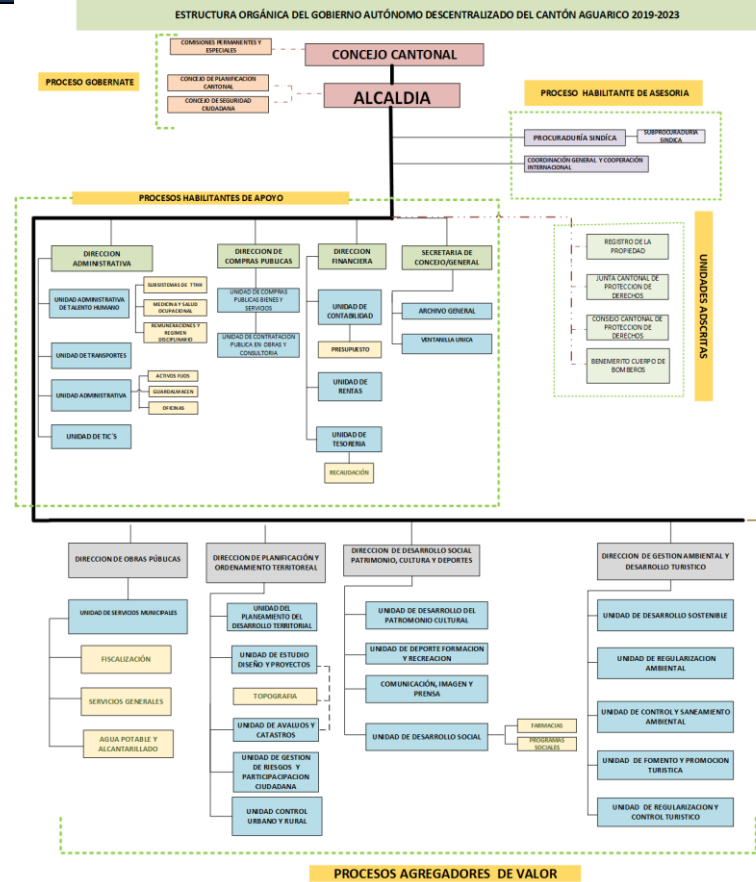 ESTRUCTURA ORGÁNICA DEL GOBIERNO AUTÓNOMO DESCENTRALIZADO DEL CANTÓN AGUARICO 2019-2023
COMISIONES PERMANENTES Y
ESPECIALES
CONCEJO CANTONAL
PROCESO GOBERNATE
CONCEJO DE PLANIFICACION
CANTONAL
CONCEJO DE SEGURIDAD
CIUDADANA
ALCALDIA
PROCESO HABILITANTE DE ASESORIA
PROCURADURÍA SINDÍCA
SUBPROCURADURÍA
SINDICA
COORDINACIÓN GENERAL Y COOPERACIÓN
INTERNACIONAL
PROCESOS HABILITANTES DE APOYO
DIRECCION
ADMINISTRATIVA
DIRECCION DE
COMPRAS PUBLICAS
DIRECCION
FINANCIERA
SECRETARIA DE
CONCEJO/GENERAL
UNIDAD ADMINISTRATIVA
DE TALENTO HUMANO
SUBSISTEMAS DE TTHH
MEDICINA Y SALUD
OCUPACIONAL
REMUNERACIONES Y
REGIMEN
DISCIPLINARIO
UNIDAD DE TRANSPORTES
UNIDAD ADMINISTRATIVA
ACTIVOS FIJOS
GUARDALMACEN
OFICINAS
UNIDAD DE TIC´S
UNIDAD DE COMPRAS
PUBLICAS BIENES Y
SERVICIOS
UNIDAD DE CONTRATACION
PUBLICA EN OBRAS Y
CONSULTORIA
UNIDAD DE
CONTABILIDAD
PRESUPUESTO
UNIDAD DE
RENTAS
UNIDAD DE
TESORERIA
RECAUDACIÓN
ARCHIVO GENERAL
VENTANILLA UNICA
REGISTRO DE LA
PROPIEDAD
JUNTA CANTONAL DE
PROTECCION DE
DERECHOS
CONSEJO CANTONAL DE
PROTECCION DE
DERECHOS
BENEMERITO CUERPO DE
BOMBEROS
UNIDADES ADSCRITAS
DIRECCION DE OBRAS PÚBLICAS
UNIDAD DE SERVICIOS MUNICIPALES
FISCALIZACIÓN
SERVICIOS GENERALES
AGUA POTABLE Y
ALCANTARILLADO
DIRECCION DE PLANIFICACIÓN Y
ORDENAMIENTO TERRITOREAL
UNIDAD DEL
PLANEAMIENTO DEL
DESARROLLO TERRITORIAL
UNIDAD DE ESTUDIO
DISEÑO Y PROYECTOS
TOPOGRAFIA
UNIDAD DE AVALUOS Y
CATASTROS
UNIDAD DE GESTION
DE RIESGOS Y
PARTICIPACIPACION
CIUDADANA
UNIDAD CONTROL
URBANO Y RURAL
DIRECCION DE DESARROLLO SOCIAL
PATRIMONIO, CULTURA Y DEPORTES
UNIDAD DE DESARROLLO DEL
PATROMONIO CULTURAL
UNIDAD DE DEPORTE FORMACION
Y RECREACION
COMUNICACIÓN, IMAGEN Y
PRENSA
UNIDAD DE DESARROLLO SOCIAL
FARMACIAS
PROGRAMAS
SOCIALES
DIRECCION DE GESTION AMBIENTAL Y
DESARROLLO TURISTICO
UNIDAD DE DESARROLLO SOSTENIBLE
UNIDAD DE REGULARIZACION
AMBIENTAL
UNIDAD DE CONTROL Y SANEAMIENTO
AMBIENTAL
UNIDAD DE FOMENTO Y PROMOCION
TURISTICA
UNIDAD DE REGULARIZACION Y
CONTROL TURISTICO
PROCESOS AGREGADORES DE VALOR